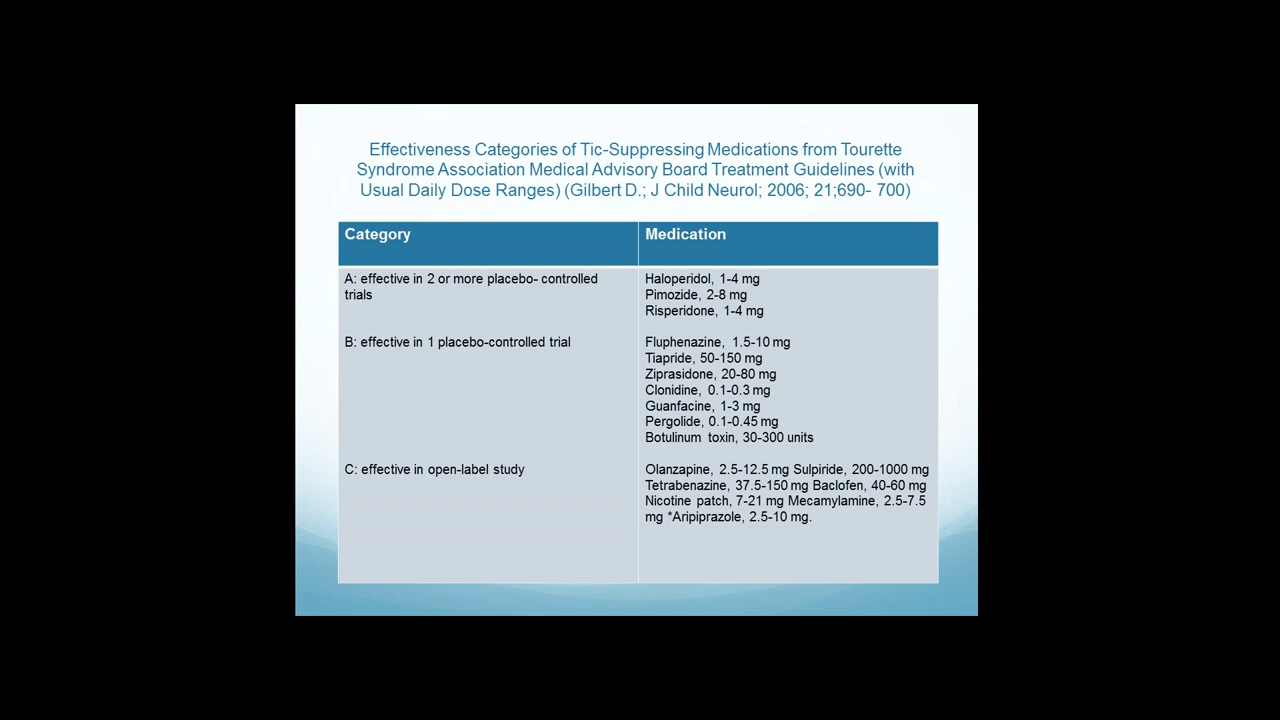 Effectiveness Categories of Tic-Suppressing Medications from Tourette
Syndrome Association Medical Advisory Board Treatment Guidelines (with
Usual Daily Dose Ranges) (Gilbert D.; J Child Neurol; 2006; 21;690- 700)
Category
Medication
A: effective in 2 or more placebo- controlled
trials
Haloperidol, 1-4 mg
Pimozide, 2-8 mg
Risperidone, 1-4 mg
B: effective in 1 placebo-controlled trial
Fluphenazine, 1.5-10 mg
Tiapride, 50-150 mg
Ziprasidone, 20-80 mg
Clonidine, 0.1-0.3 mg
Guanfacine, 1-3 mg
Pergolide, 0.1-0.45 mg
Botulinum toxin, 30-300 units
C: effective in open-label study
Olanzapine, 2.5-12.5 mg Sulpiride, 200-1000 mg
Tetrabenazine, 37.5-150 mg Baclofen, 40-60 mg
Nicotine patch, 7-21 mg Mecamylamine, 2.5-7.5
mg *Aripiprazole, 2.5-10 mg.